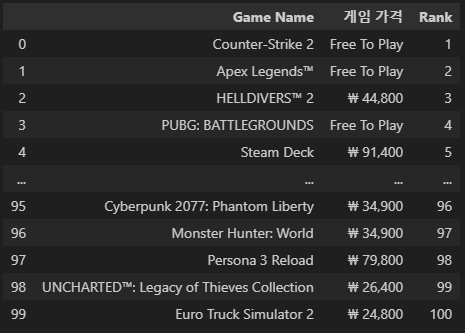 Game Name 게임 가격 Rank
0 Counter-Strike 2 Free To Play 1
1 Apex Legends™ Free To Play 2
2 HELLDIVERS™ 2 ₩ 44,800 3
3 PUBG: BATTLEGROUNDS Free To Play 4
4 Steam Deck ₩ 91,400 5
... ... ... ...
95 Cyberpunk 2077: Phantom Liberty ₩ 34,900 96
96 Monster Hunter: World ₩ 34,900 97
97 Persona 3 Reload ₩ 79,800 98
98 UNCHARTED™: Legacy of Thieves Collection ₩ 26,400 99
99 Euro Truck Simulator 2 ₩ 24,800 100